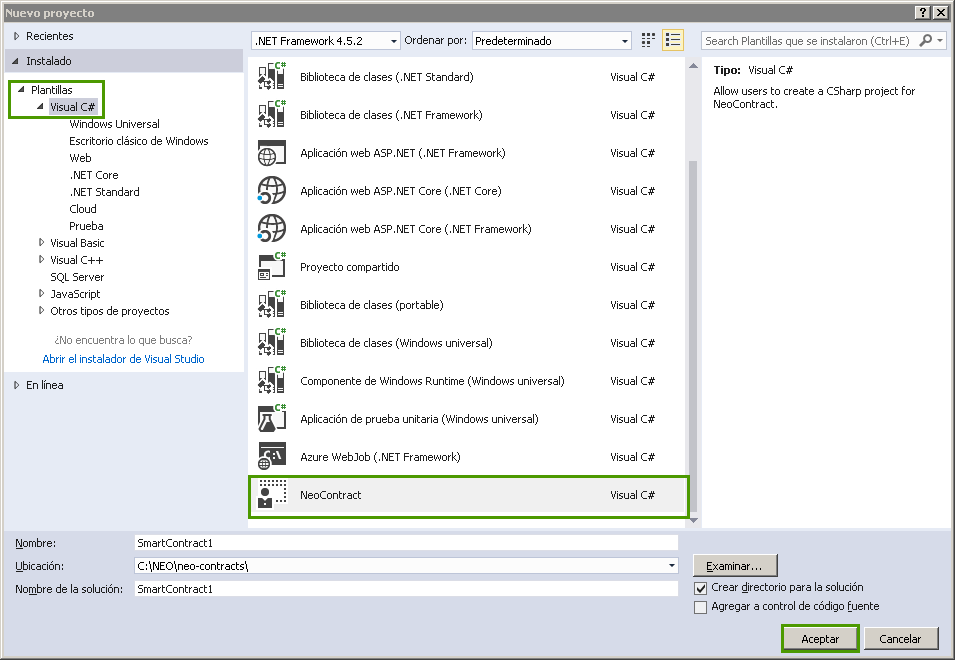 Nuevo proyecto
Recientes
.NET Framework 4.5.2
Ordenar por:
Predeterminado
Search Plantillas que se instalaron (Ctrl+E)
Instalado
Plantillas
Visual C#
Windows Universal
Escritorio clásico de Windows
Web
.NET Core
.NET Standard
Cloud
Prueba
Visual Basic
Visual C++
SQL Server
JavaScript
Otros tipos de proyectos
¿No encuentra lo que busca?
Abrir el instalador de Visual Studio
En línea
Biblioteca de clases (.NET Standard) Visual C#
Biblioteca de clases (.NET Framework) Visual C#
Aplicación web ASP.NET (.NET Framework) Visual C#
Aplicación web ASP.NET Core (.NET Core) Visual C#
Aplicación web ASP.NET Core (.NET Framework) Visual C#
Proyecto compartido Visual C#
Biblioteca de clases (portable) Visual C#
Biblioteca de clases (Windows universal) Visual C#
Componente de Windows Runtime (Windows universal) Visual C#
Aplicación de prueba unitaria (Windows universal) Visual C#
Azure WebJob (.NET Framework) Visual C#
NeoContract Visual C#
Tipo: Visual C#
Allow users to create a CSharp project for
NeoContract.
Nombre: SmartContract1
Ubicación: C:\NEO\neo-contracts\
Nombre de la solución: SmartContract1
Examinar...
Crear directorio para la solución
Agregar a control de código fuente
Aceptar
Cancelar